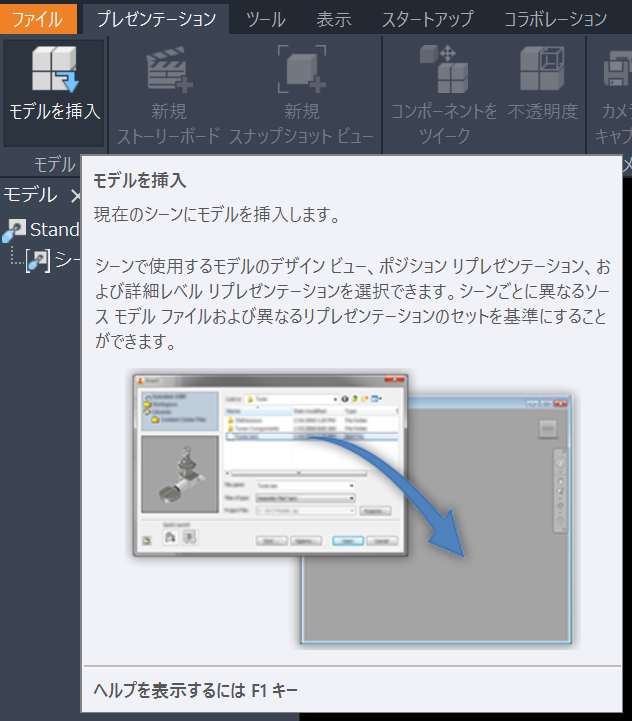 ファイル プレゼンテーション ツール 表示 スタートアップ コラボレーション
モデルを挿入
新規
ストーリーボード
新規
スナップショット ビュー
コンポーネントを
ツイーク
不透明度
カメ
キャプ
モデル
モデル
Stand
シー
モデルを挿入
現在のシーンにモデルを挿入します。
シーンで使用するモデルのデザイン ビュー、ポジション リプレゼンテーション、お
よび詳細レベル リプレゼンテーションを選択できます。シーンごとに異なるソー
ス モデル ファイルおよび異なるリプレゼンテーションのセットを基準にすること
ができます。
ヘルプを表示するには F1 キー